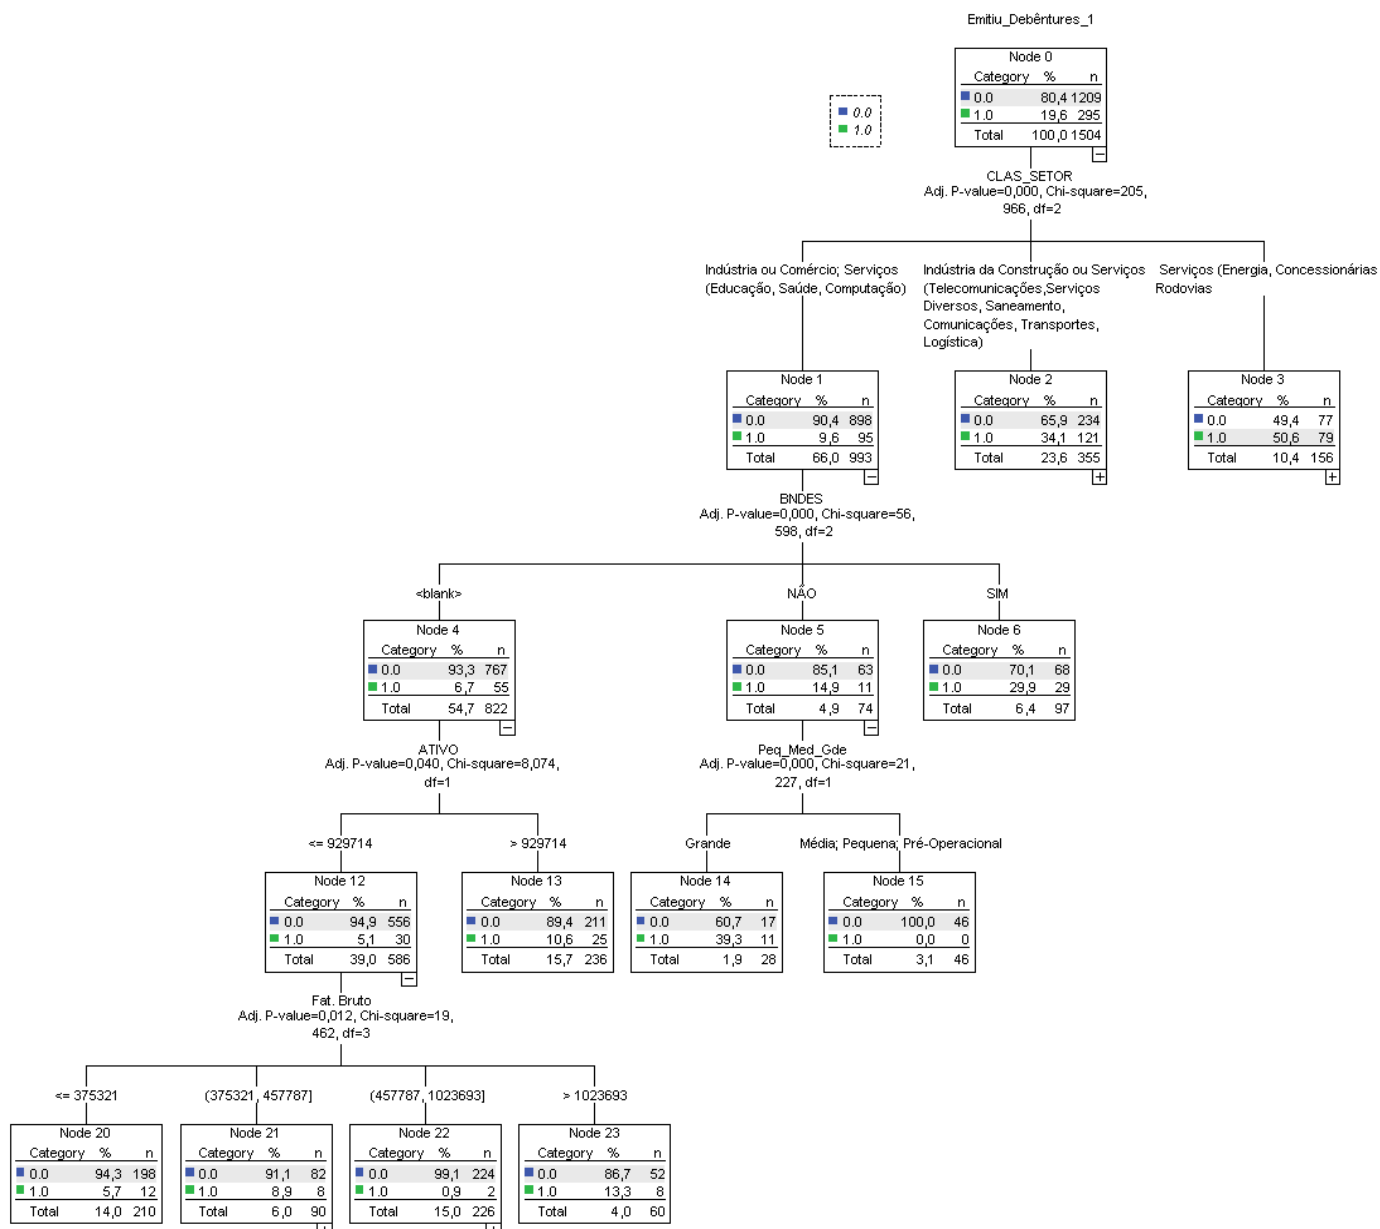 Emitiu_Debêntures_1
Node 0
Category % n
0.0 80,4 1209
1.0 19,6 295
Total 100,0 1504
0.0
1.0
CLAS_SETOR
Adj. P-value=0,000, Chi-square=205,
966, df=2
Indústria ou Comércio; Serviços
(Educação, Saúde, Computação)
Indústria da Construção ou Serviços
(Telecomunicações,Serviços
Diversos, Saneamento,
Comunicações, Transportes,
Logística)
Serviços (Energia, Concessionárias
Rodovias
Node 1
Category % n
0.0 90,4 898
1.0 9,6 95
Total 66,0 993
Node 2
Category % n
0.0 65,9 234
1.0 34,1 121
Total 23,6 355
Node 3
Category % n
0.0 49,4 77
1.0 50,6 79
Total 10,4 156
BNDES
Adj. P-value=0,000, Chi-square=56,
598, df=2
<blank>
NÃO
SIM
Node 4
Category % n
0.0 93,3 767
1.0 6,7 55
Total 54,7 822
Node 5
Category % n
0.0 85,1 63
1.0 14,9 11
Total 4,9 74
Node 6
Category % n
0.0 70,1 68
1.0 29,9 29
Total 6,4 97
ATIVO
Adj. P-value=0,040, Chi-square=8,074,
df=1
Peq_Med_Gde
Adj. P-value=0,000, Chi-square=21,
227, df=1
<= 929714
> 929714
Grande
Média; Pequena; Pré-Operacional
Node 12
Category % n
0.0 94,9 556
1.0 5,1 30
Total 39,0 586
Node 13
Category % n
0.0 89,4 211
1.0 10,6 25
Total 15,7 236
Node 14
Category % n
0.0 60,7 17
1.0 39,3 11
Total 1,9 28
Node 15
Category % n
0.0 100,0 46
1.0 0,0 0
Total 3,1 46
Fat. Bruto
Adj. P-value=0,012, Chi-square=19,
462, df=3
<= 375321
(375321, 457787]
(457787, 1023693]
> 1023693
Node 20
Category % n
0.0 94,3 198
1.0 5,7 12
Total 14,0 210
Node 21
Category % n
0.0 91,1 82
1.0 8,9 8
Total 6,0 90
Node 22
Category % n
0.0 99,1 224
1.0 0,9 2
Total 15,0 226
Node 23
Category % n
0.0 86,7 52
1.0 13,3 8
Total 4,0 60